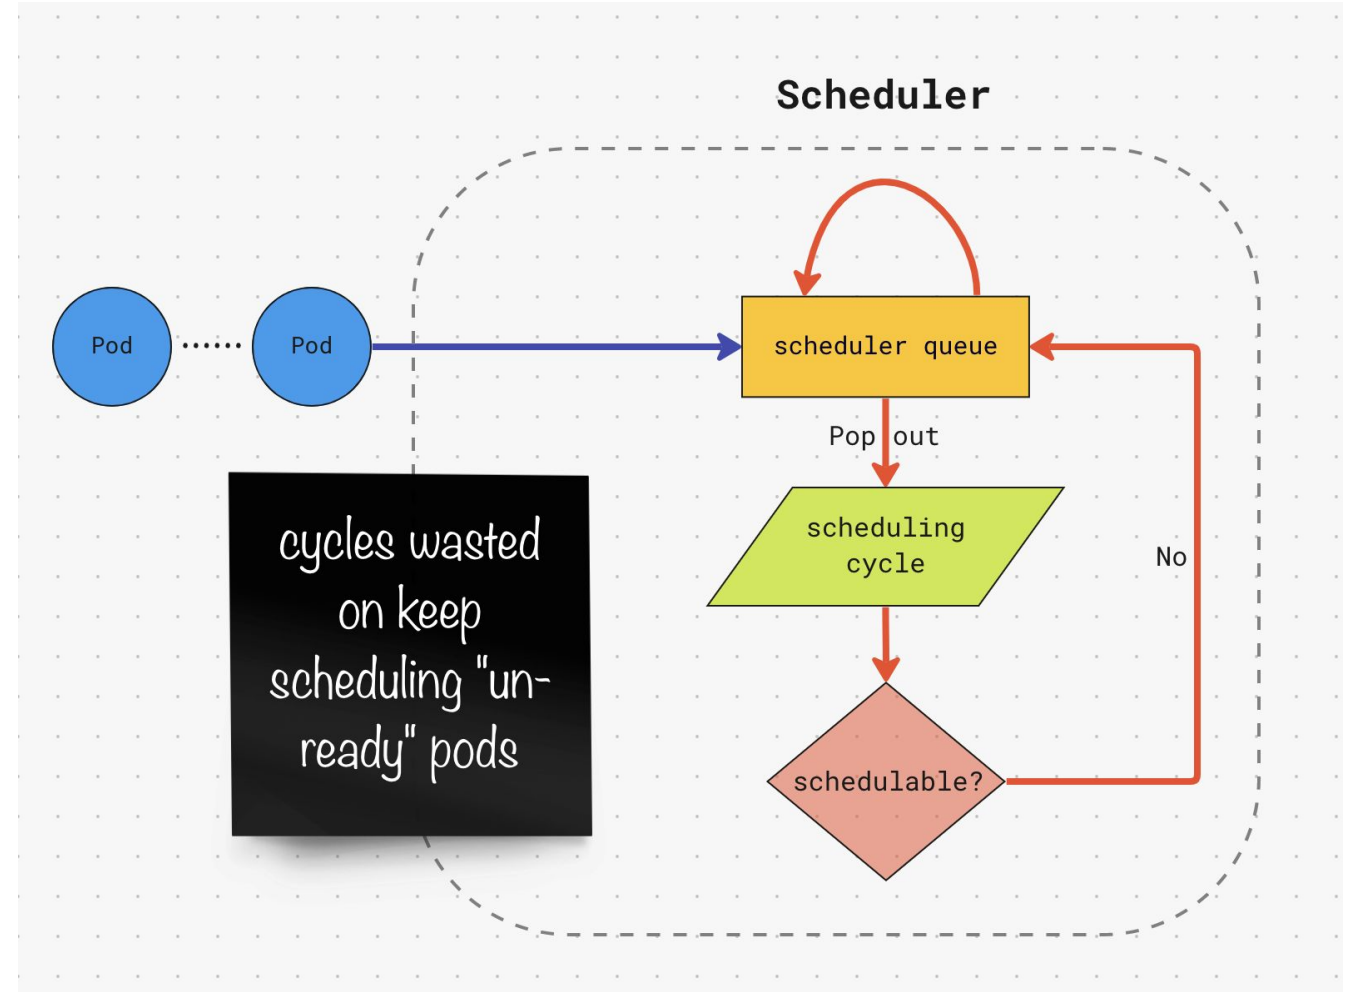 Scheduler
Pod
......
Pod
scheduler queue
Pop out
scheduling
cycle
No
schedulable?
cycles wasted
on keep
scheduling "un-
ready" pods